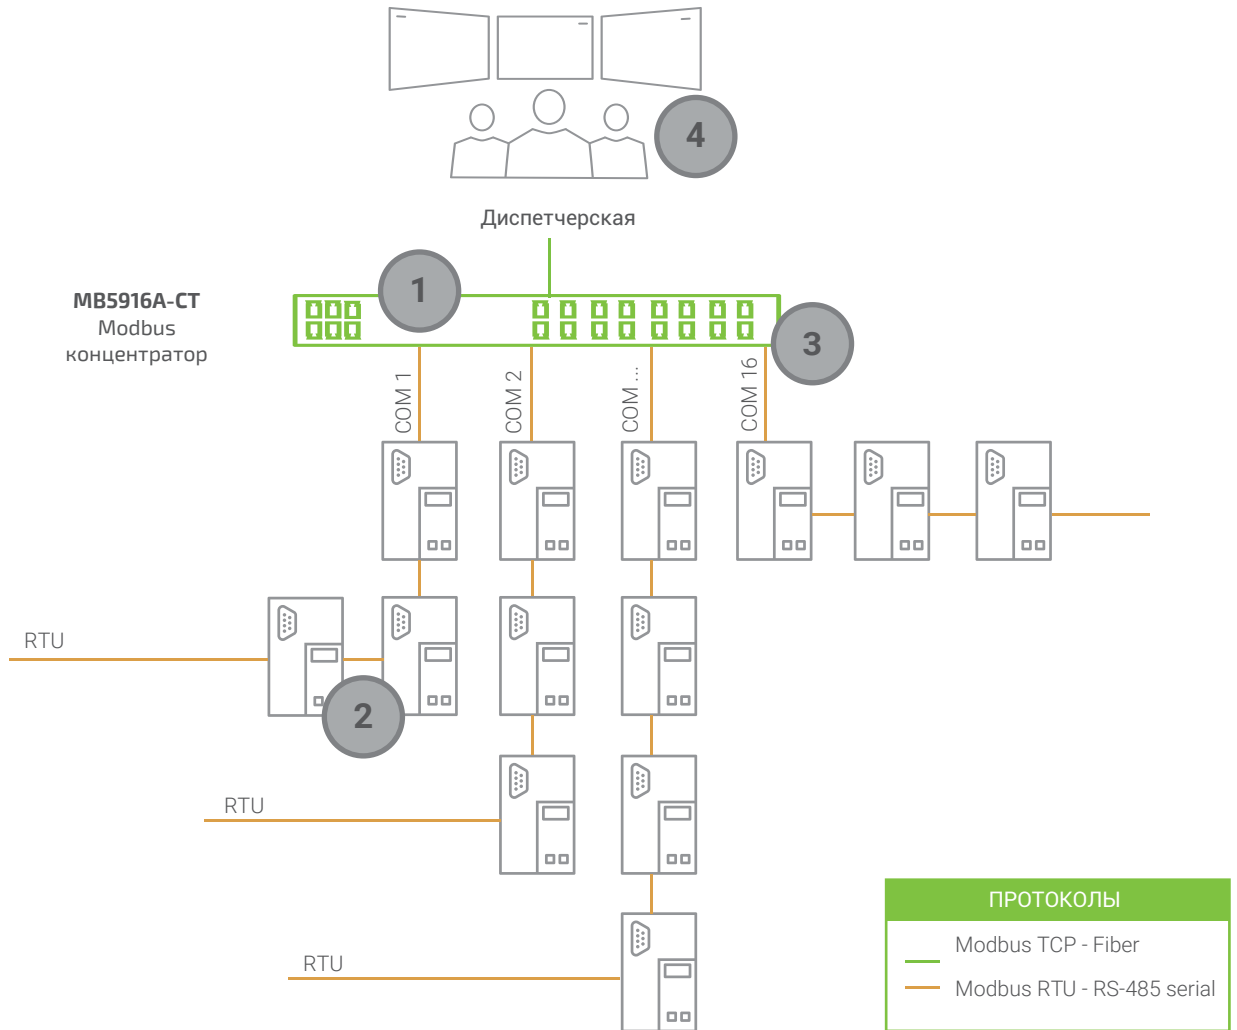 4
Диспетчерская
1
MB5916A-CT
Modbus
концентратор
3
COM 1
COM 2
COM ...
COM 16
RTU
2
RTU
RTU
ПРОТОКОЛЫ
Modbus TCP - Fiber
Modbus RTU - RS-485 serial